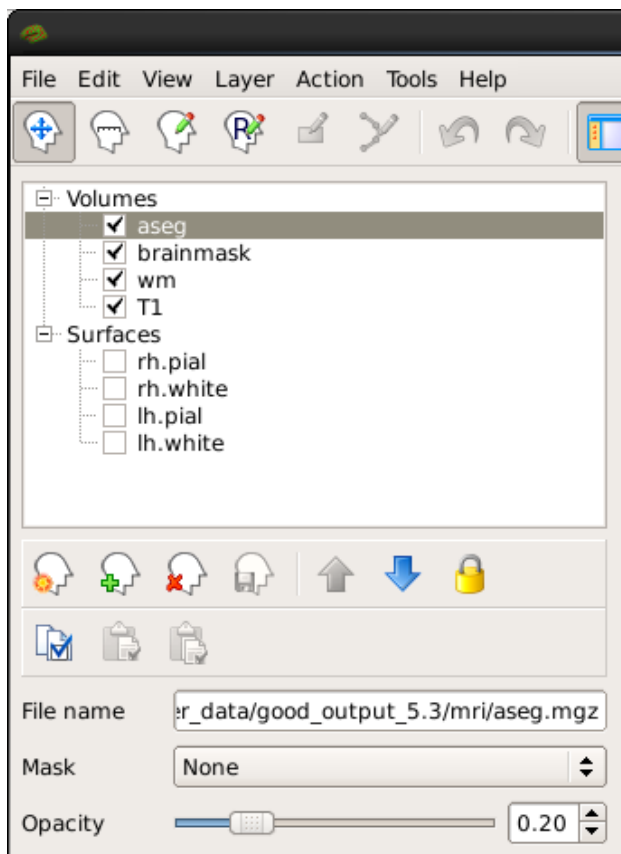 File Edit View Layer Action Tools Help
R
Volumes
aseg
brainmask
wm
T1
Surfaces
rh.pial
rh.white
lh.pial
lh.white
File name er_data/good_output_5.3/mri/aseg.mgz
Mask None
Opacity 0.20